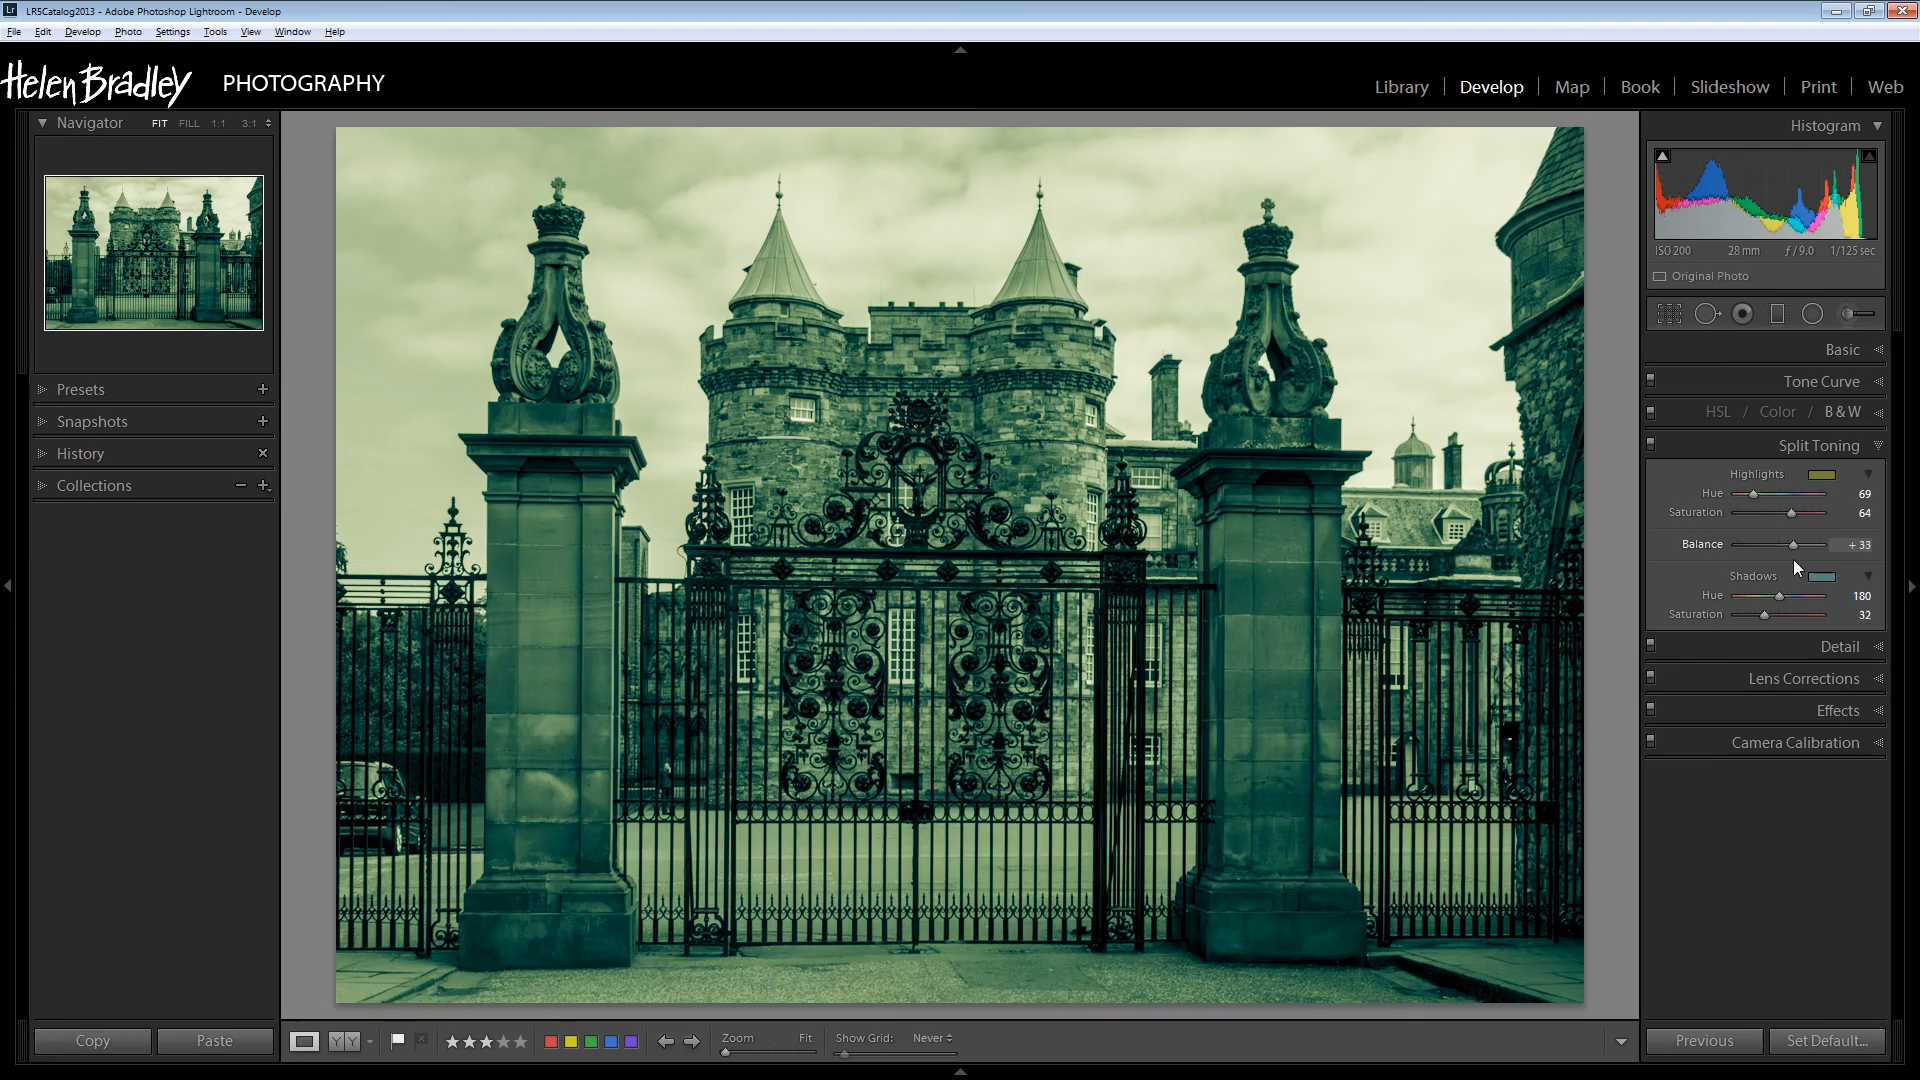 LR5Catalog2013 - Adobe Photoshop Lightroom - Develop
File Edit Develop Photo Settings Tools View Window Help
Helen Bradley PHOTOGRAPHY
Library Develop Map Book Slideshow Print Web
Navigator FIT FILL 1:1 3:1
Presets
Snapshots
History
Collections
Copy Paste
Zoom Fit Show Grid: Never
Histogram
ISO 200 28 mm ƒ / 9.0 1/125 sec
Original Photo
Basic
Tone Curve
HSL / Color / B & W
Split Toning
Highlights
Hue 69
Saturation 64
Balance + 33
Shadows
Hue 180
Saturation 32
Detail
Lens Corrections
Effects
Camera Calibration
Previous Set Default...